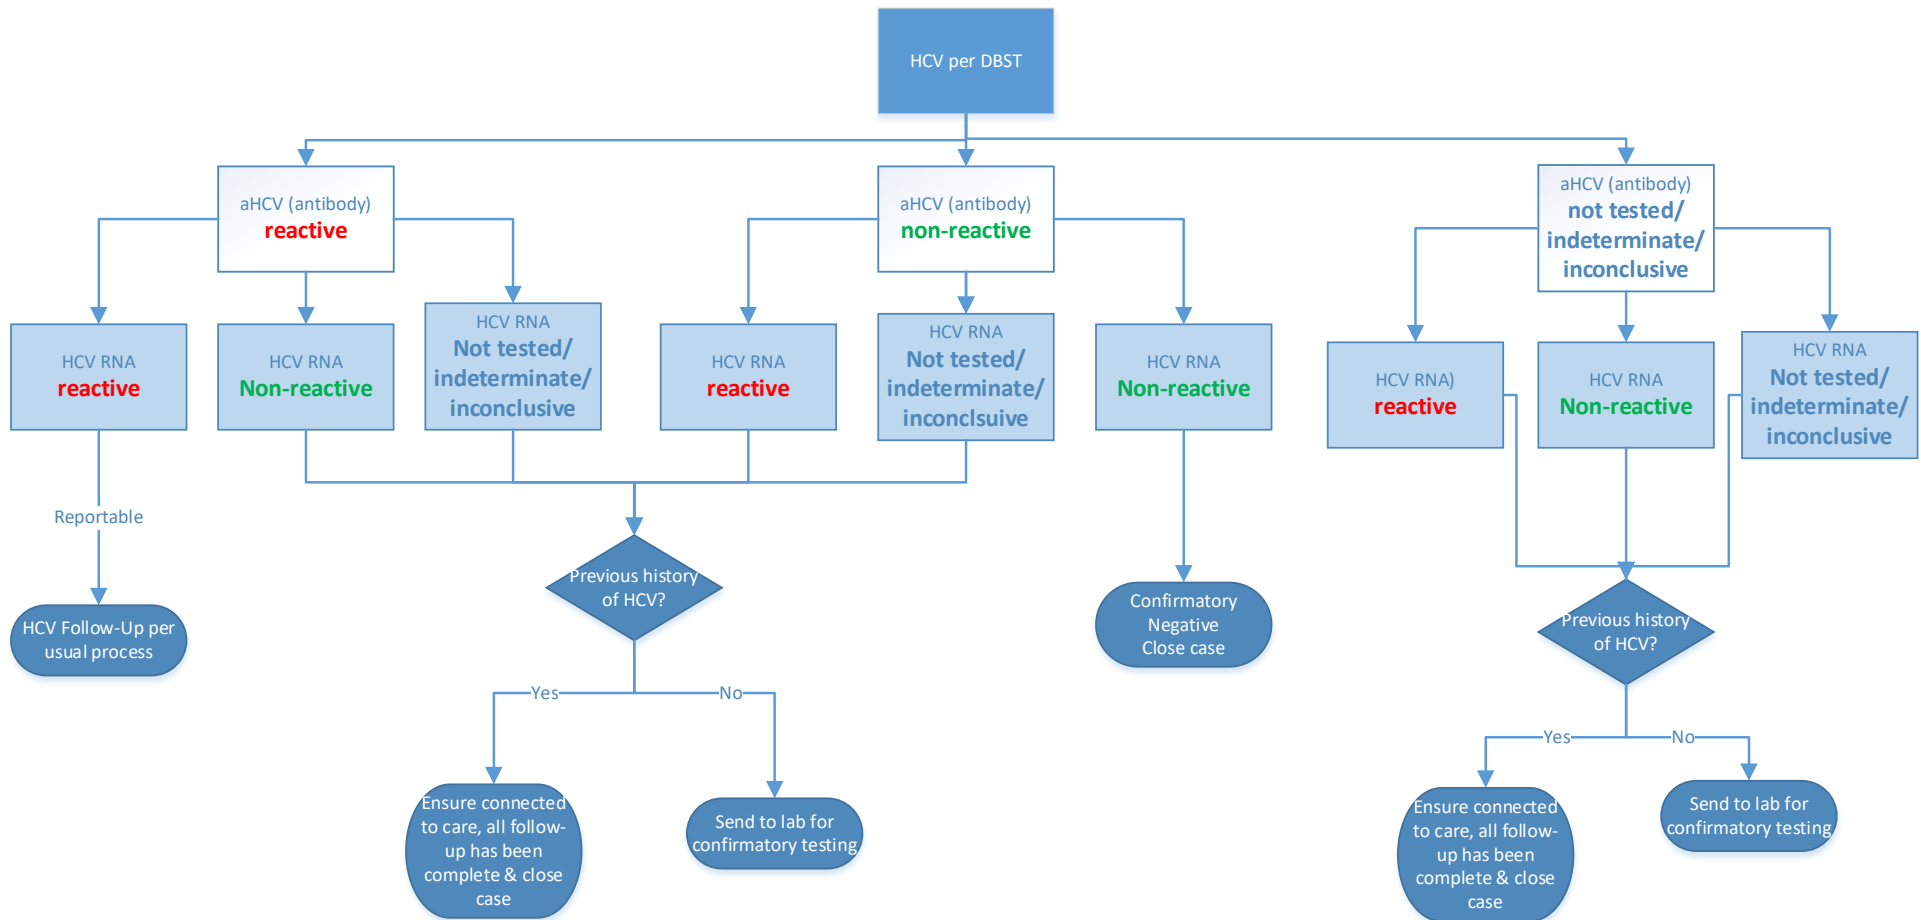 HCV per DBST
aHCV (antibody)
reactive
aHCV (antibody)
non-reactive
aHCV (antibody)
not tested/
indeterminate/
inconclusive
HCV RNA
reactive
HCV RNA
Non-reactive
HCV RNA
Not tested/
indeterminate/
inconclusive
HCV RNA
reactive
HCV RNA
Not tested/
indeterminate/
inconclsuive
HCV RNA
Non-reactive
HCV RNA)
reactive
HCV RNA
Non-reactive
HCV RNA
Not tested/
indeterminate/
inconclusive
Reportable
HCV Follow-Up per
usual process
Previous history
of HCV?
Confirmatory
Negative
Close case
Previous history
of HCV?
Yes
No
Ensure connected
to care, all follow-
up has been
complete & close
case
Send to lab for
confirmatory testing
Yes
No
Ensure connected
to care, all follow-
up has been
complete & close
case
Send to lab for
confirmatory testing